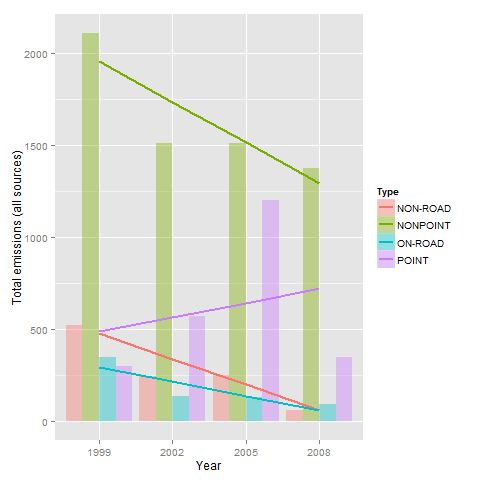 Total emissions (all sources)
2000
1500
1000
500
0
1999
2002
2005
2008
Year
Type
NON-ROAD
NONPOINT
ON-ROAD
POINT